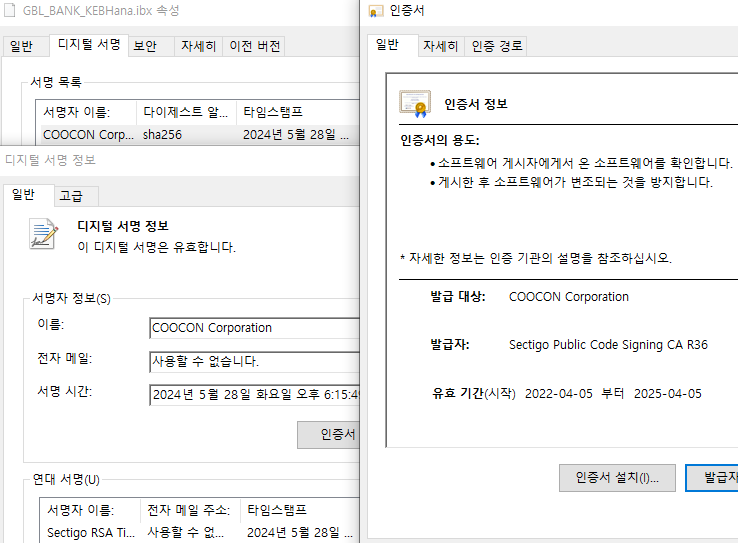 GBL_BANK_KEBHana.ibx 속성
일반 디지털 서명 보안 자세히 이전 버전
서명 목록
서명자 이름: 다이제스트 알... 타임스탬프
COOCON Corp... sha256 2024년 5월 28일 ...
디지털 서명 정보
일반 고급
디지털 서명 정보
이 디지털 서명은 유효합니다.
서명자 정보(S)
이름: COOCON Corporation
전자 메일: 사용할 수 없습니다.
서명 시간: 2024년 5월 28일 화요일 오후 6:15:49
인증서
연대 서명(U)
서명자 이름: 전자 메일 주소: 타임스탬프
Sectigo RSA Ti... 사용할 수 없... 2024년 5월 28일 ...
인증서
일반 자세히 인증 경로
인증서 정보
인증서의 용도:
• 소프트웨어 게시자에게서 온 소프트웨어를 확인합니다.
• 게시한 후 소프트웨어가 변조되는 것을 방지합니다.
* 자세한 정보는 인증 기관의 설명을 참조하십시오.
발급 대상: COOCON Corporation
발급자: Sectigo Public Code Signing CA R36
유효 기간(시작) 2022-04-05 부터 2025-04-05
인증서 설치(I)... 발급자